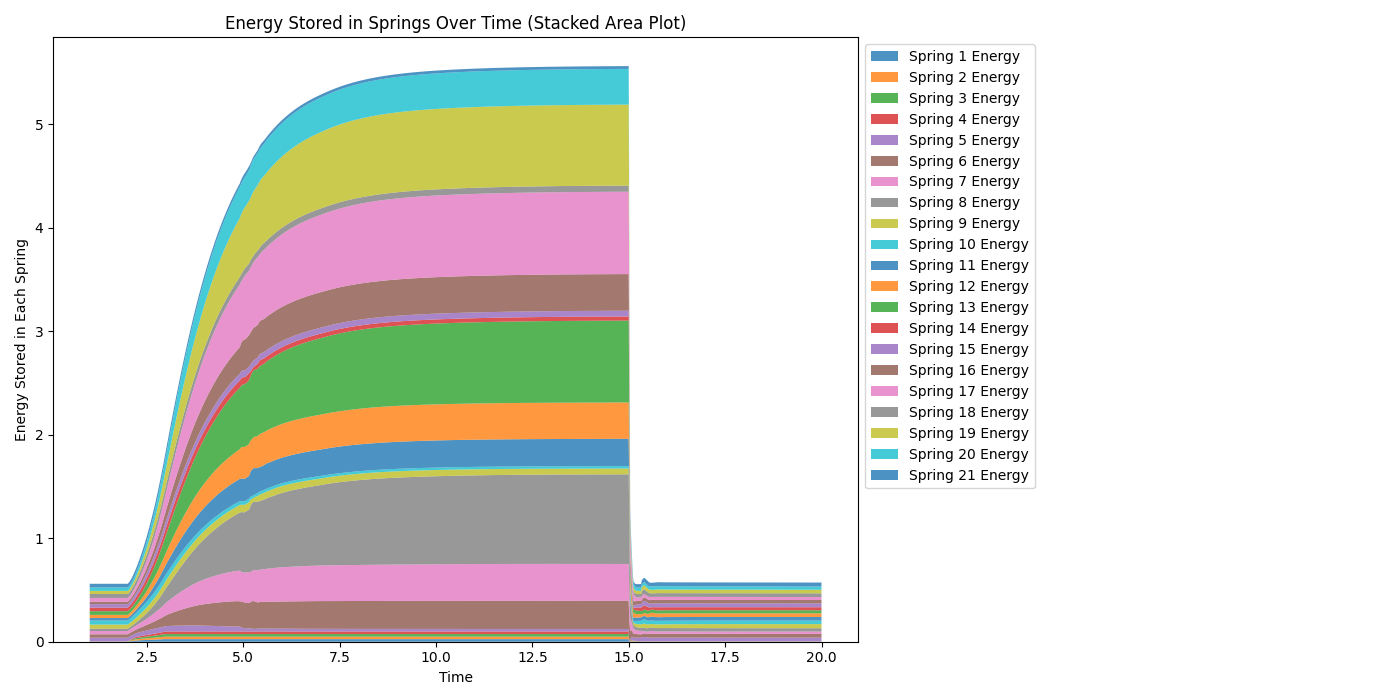 Energy Stored in Springs Over Time (Stacked Area Plot)
Energy Stored in Each Spring
5
4
3
2
1
0
2.5
5.0
7.5
10.0
12.5
15.0
17.5
20.0
Time
Spring 1 Energy
Spring 2 Energy
Spring 3 Energy
Spring 4 Energy
Spring 5 Energy
Spring 6 Energy
Spring 7 Energy
Spring 8 Energy
Spring 9 Energy
Spring 10 Energy
Spring 11 Energy
Spring 12 Energy
Spring 13 Energy
Spring 14 Energy
Spring 15 Energy
Spring 16 Energy
Spring 17 Energy
Spring 18 Energy
Spring 19 Energy
Spring 20 Energy
Spring 21 Energy